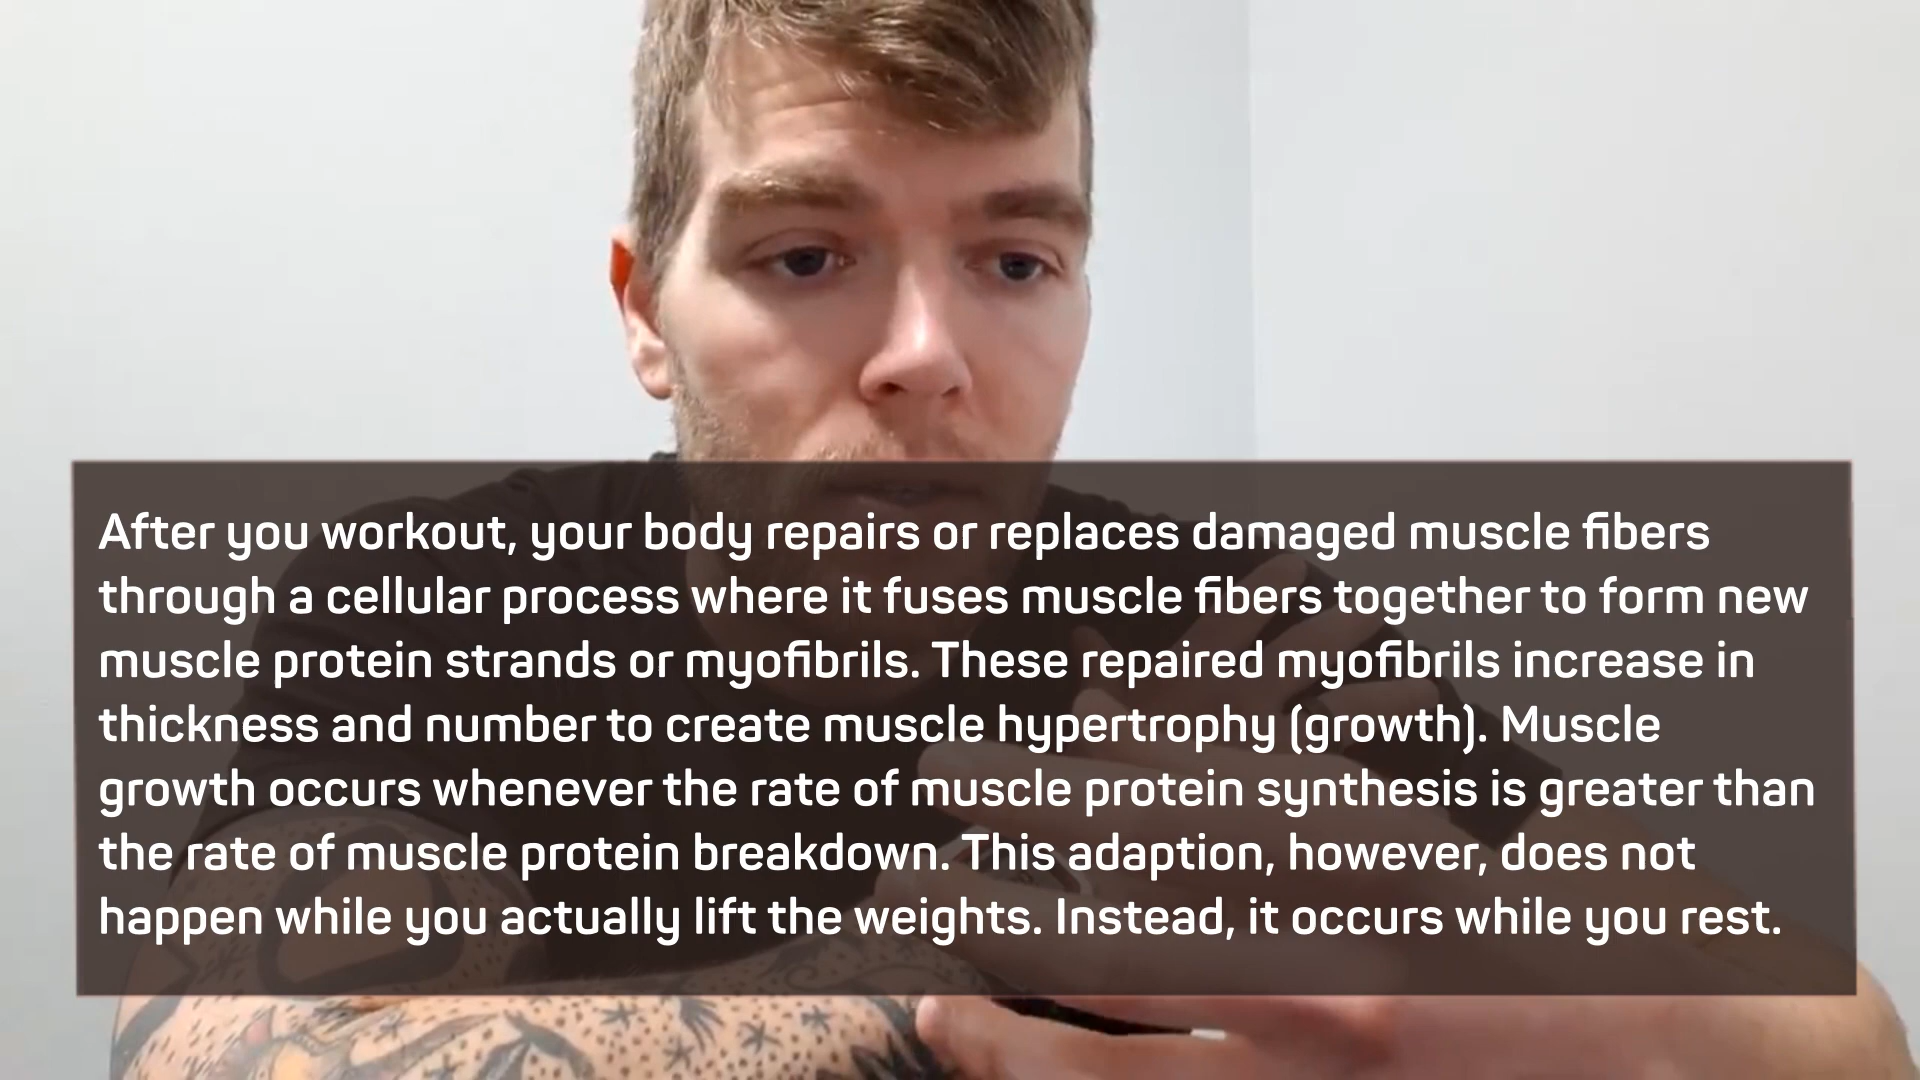 After you workout, your body repairs or replaces damaged muscle fibers
through a cellular process where it fuses muscle fibers together to form new
muscle protein strands or myofibrils. These repaired myofibrils increase in
thickness and number to create muscle hypertrophy (growth). Muscle
growth occurs whenever the rate of muscle protein synthesis is greater than
the rate of muscle protein breakdown. This adaption, however, does not
happen while you actually lift the weights. Instead, it occurs while you rest.